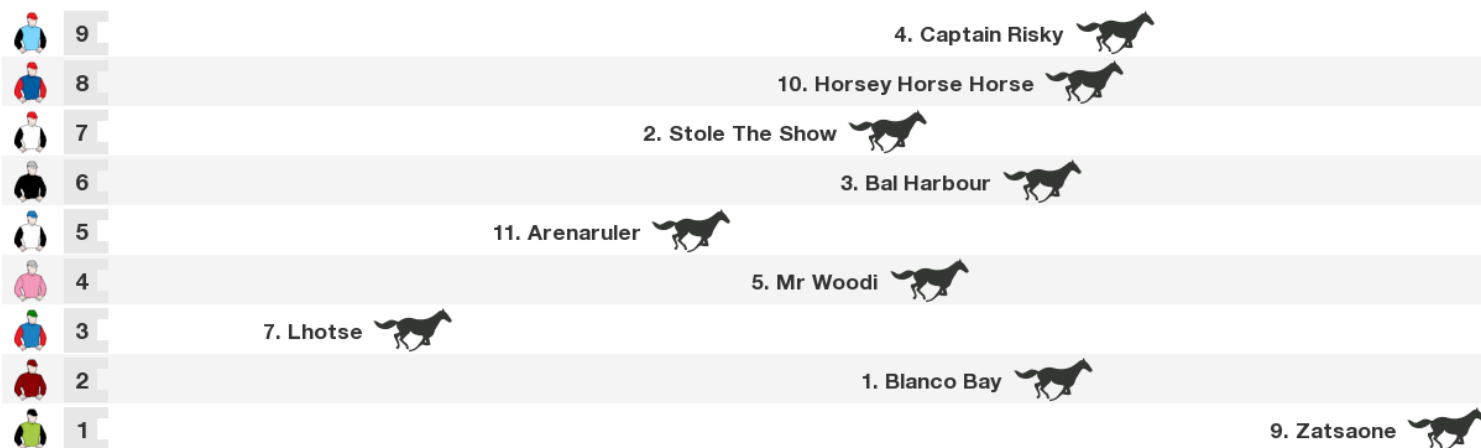 9 4. Captain Risky
8 10. Horsey Horse Horse
7 2. Stole The Show
6 3. Bal Harbour
5 11. Arenaruler
4 5. Mr Woodi
3 7. Lhotse
2 1. Blanco Bay
1 9. Zatsaone